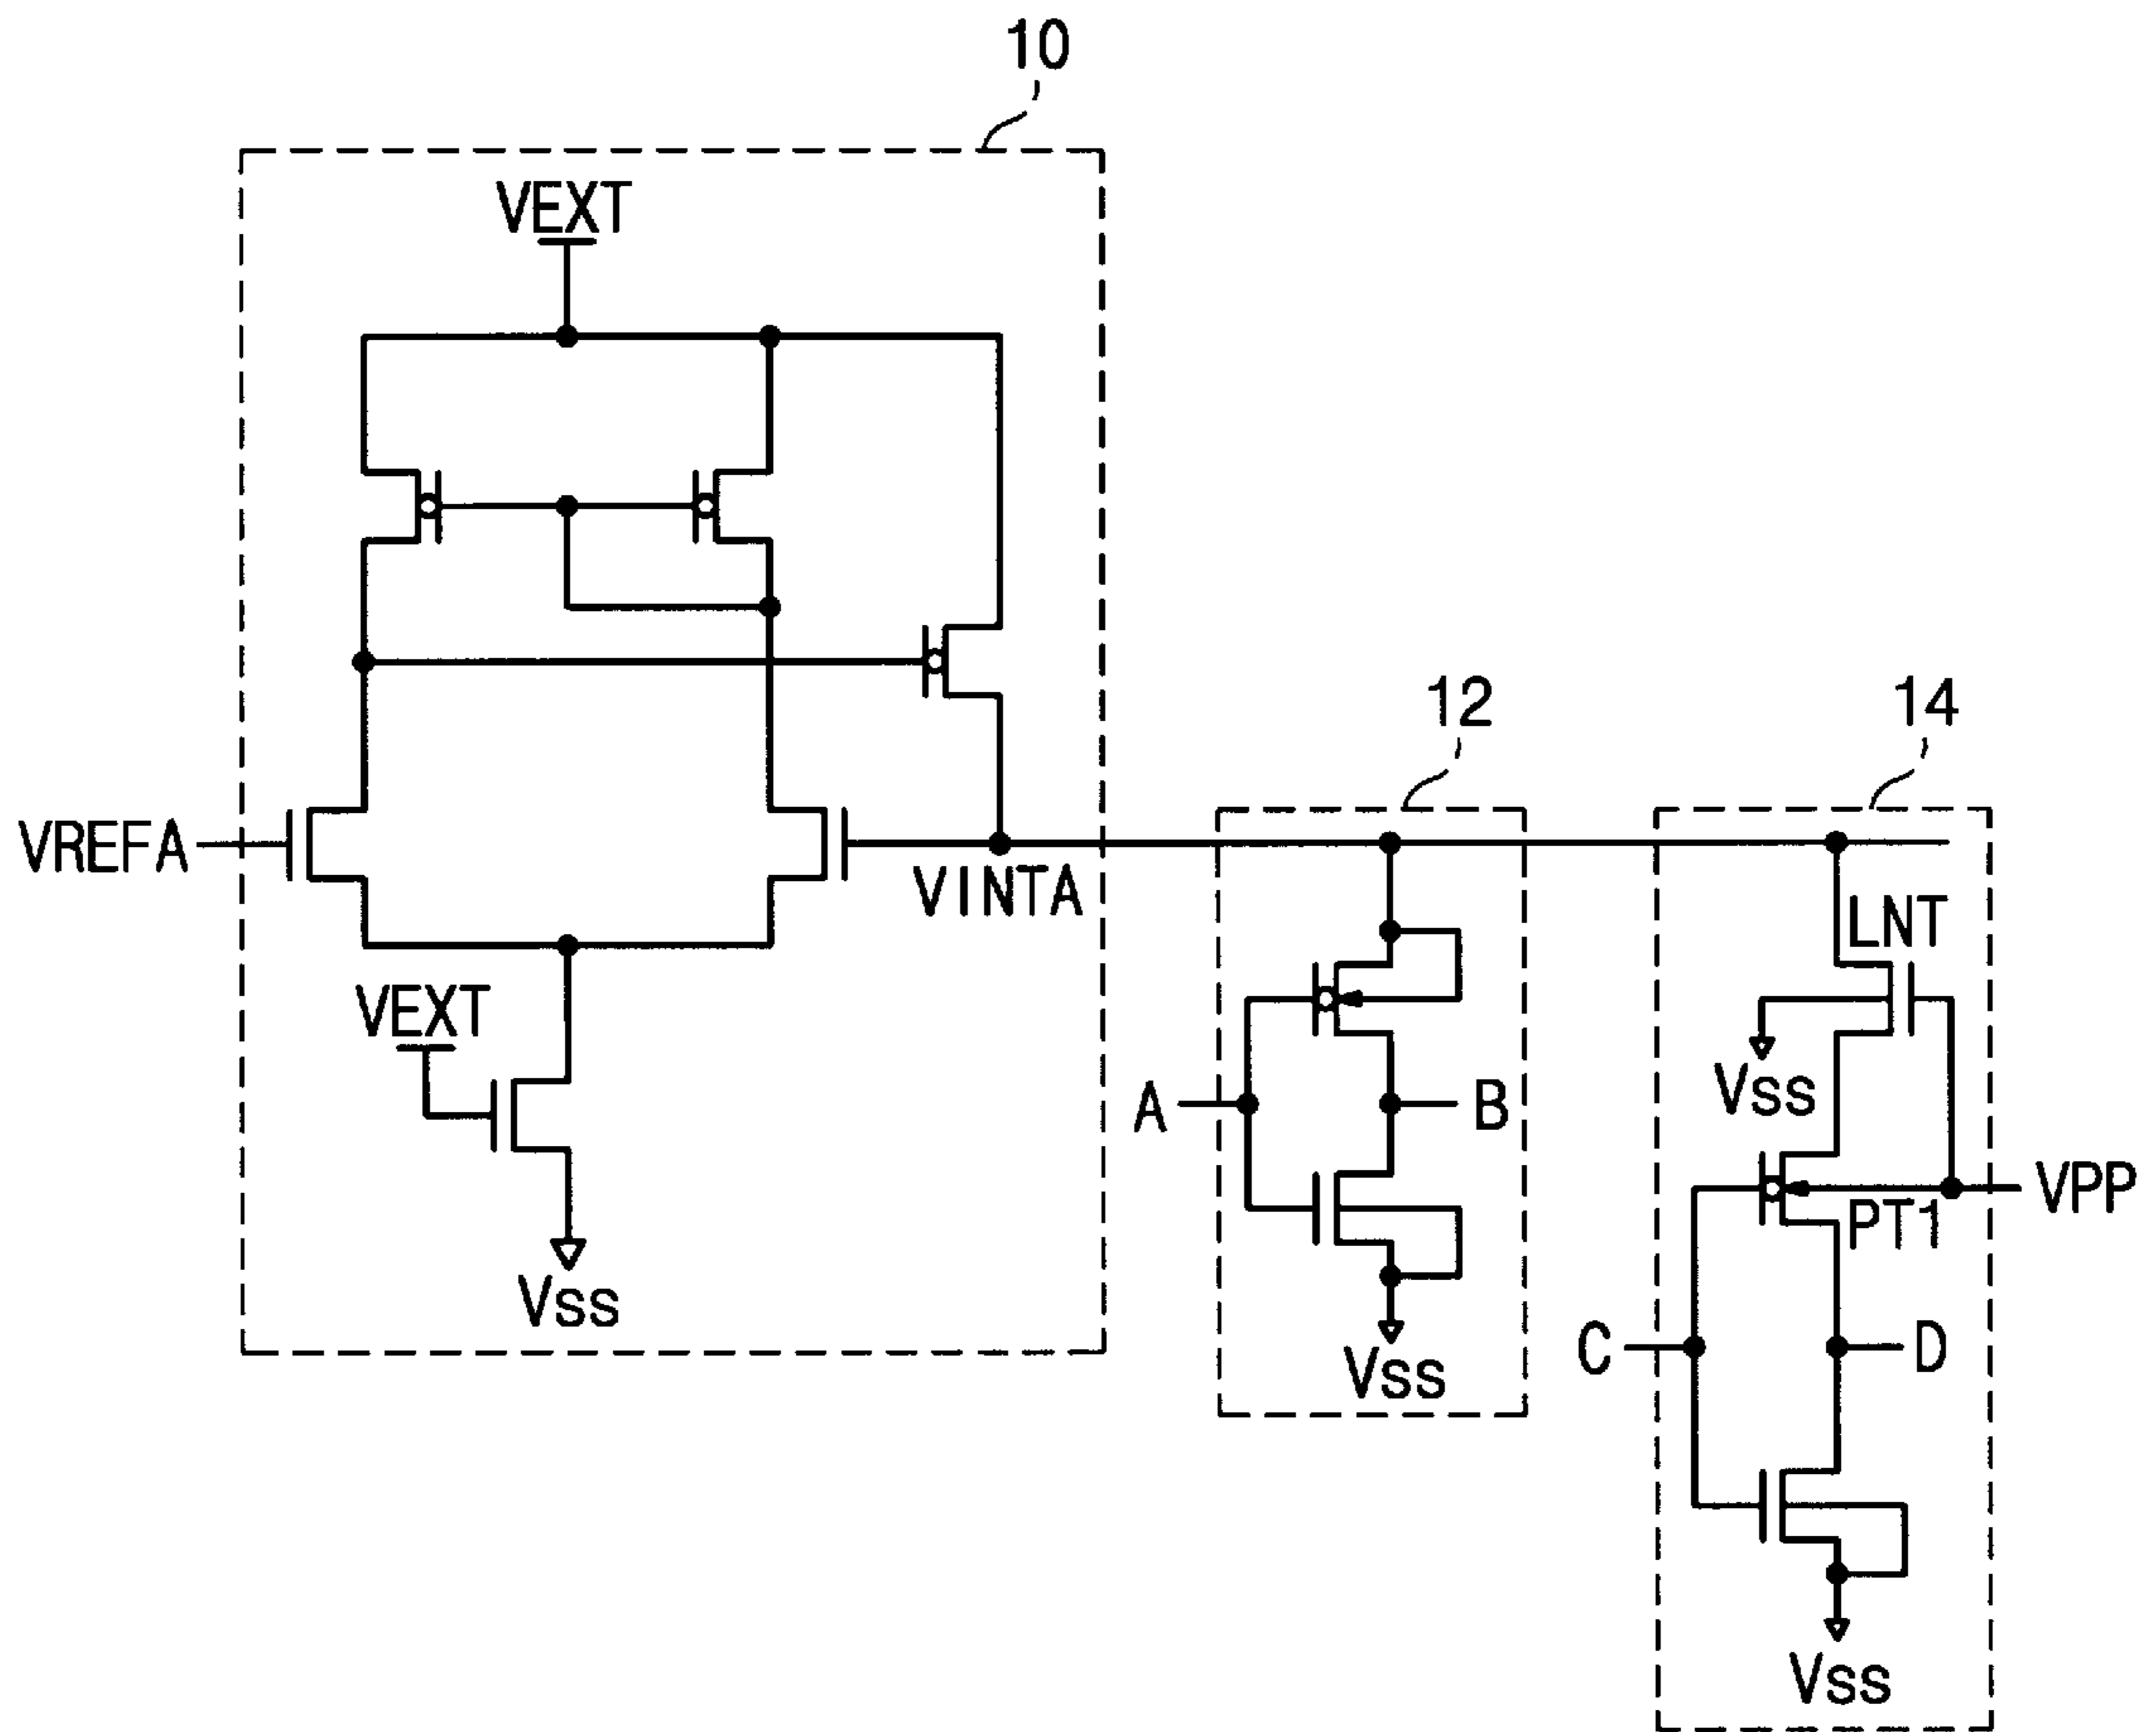 10
VEXT
12
14
VREFA
VINTA
LNT
VEXT
Vss
A
B
PT1
VPP
Vss
C
D
Vss
Vss